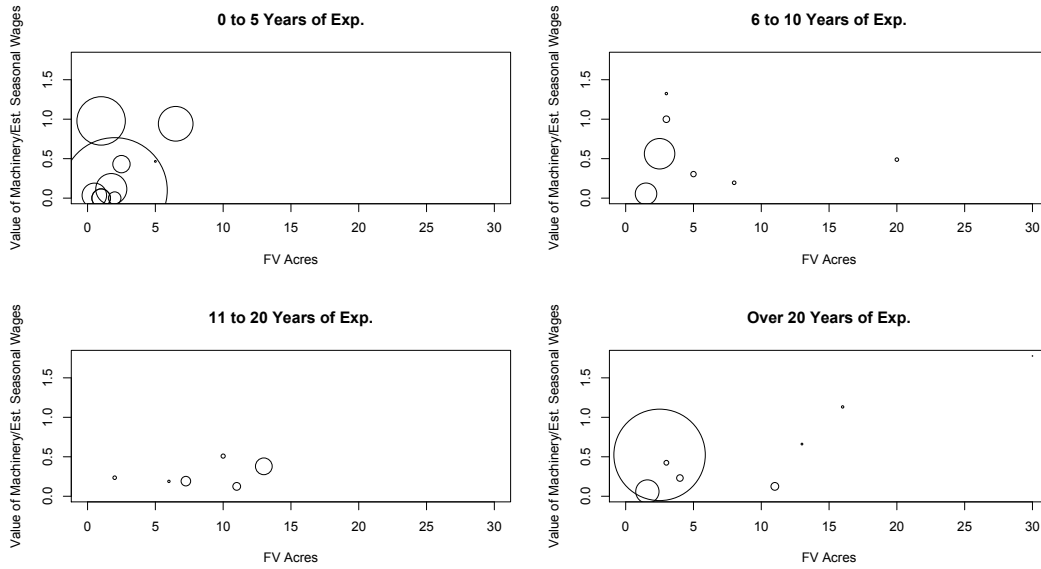 0 to 5 Years of Exp.
Value of Machinery/Est. Seasonal Wages
1.5
1.0
0.5
0.0
0 5 10 15 20 25 30
FV Acres
6 to 10 Years of Exp.
Value of Machinery/Est. Seasonal Wages
1.5
1.0
0.5
0.0
0 5 10 15 20 25 30
FV Acres
11 to 20 Years of Exp.
Value of Machinery/Est. Seasonal Wages
1.5
1.0
0.5
0.0
0 5 10 15 20 25 30
FV Acres
Over 20 Years of Exp.
Value of Machinery/Est. Seasonal Wages
1.5
1.0
0.5
0.0
0 5 10 15 20 25 30
FV Acres